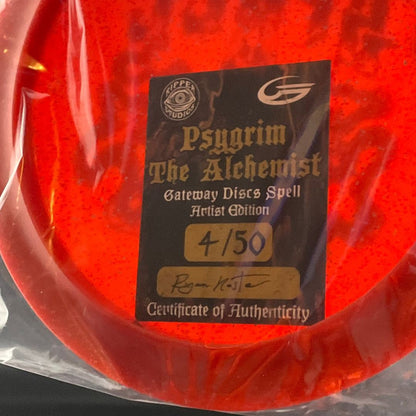 Psygrim
The Alchemist
Gateway Discs Spell
Artist Edition
4/50
Certificate of Authenticity